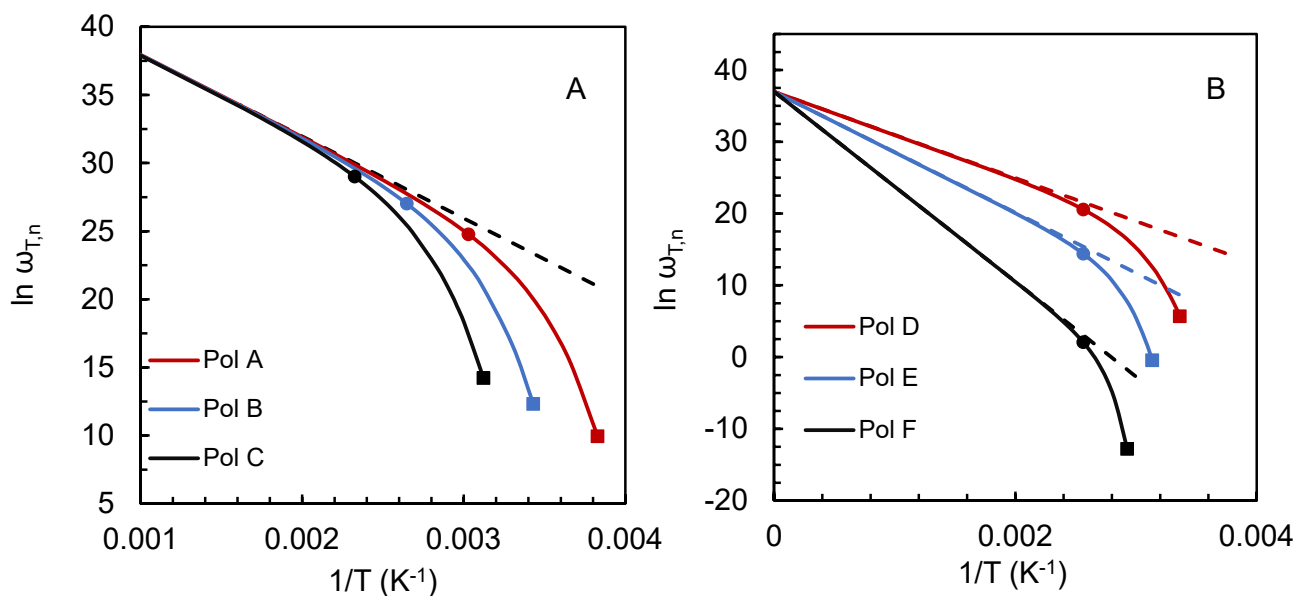 A
40
35
30
25
20
15
10
5
ln ω_T,n
Pol A
Pol B
Pol C
0.001
0.002
0.003
0.004
1/T (K⁻¹)
B
40
30
20
10
0
-10
-20
ln ω_T,n
Pol D
Pol E
Pol F
0
0.002
0.004
1/T (K⁻¹)